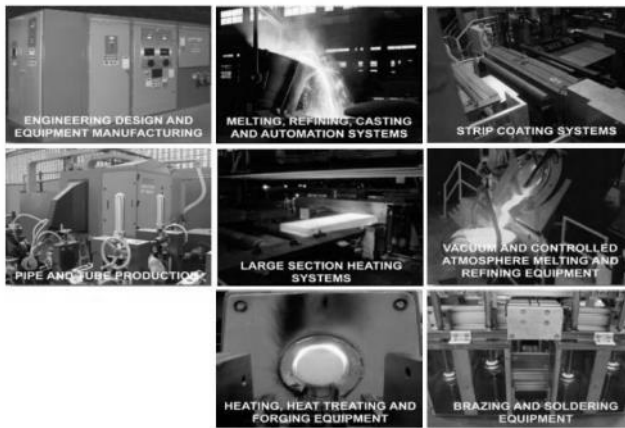 ENGINEERING DESIGN AND
EQUIPMENT MANUFACTURING
MELTING, REFINING, CASTING
AND AUTOMATION SYSTEMS
STRIP COATING SYSTEMS
PIPE AND TUBE PRODUCTION
LARGE SECTION HEATING
SYSTEMS
VACUUM AND CONTROLLED
ATMOSPHERE MELTING AND
REFINING EQUIPMENT
HEATING, HEAT TREATING AND
FORGING EQUIPMENT
BRAZING AND SOLDERING
EQUIPMENT